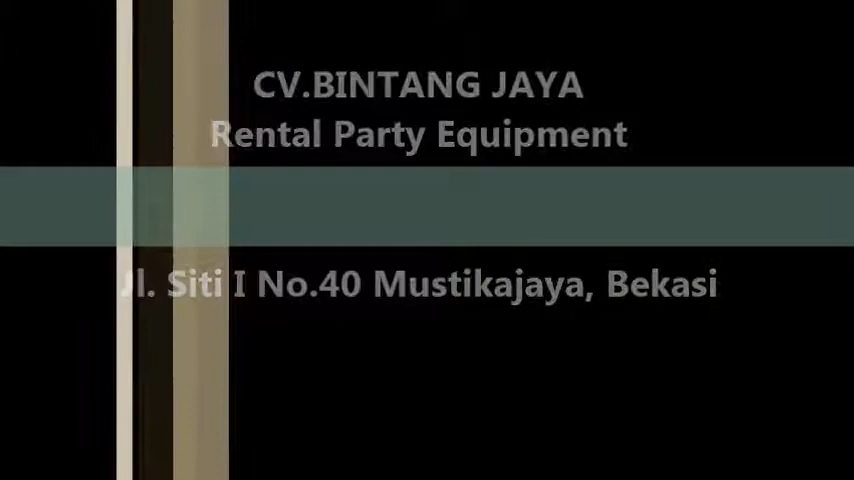 CV.BINTANG JAYA
Rental Party Equipment
Jl. Siti I No.40 Mustikajaya, Bekasi